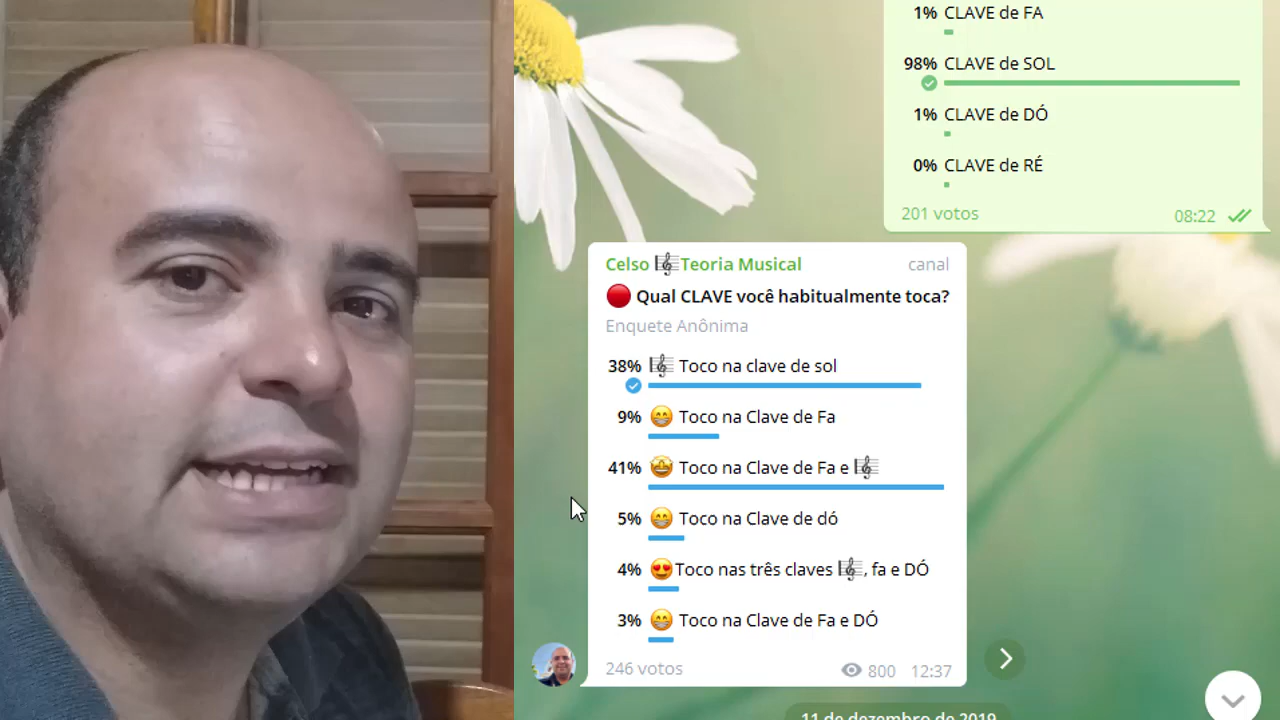 1% CLAVE de FA
98% CLAVE de SOL
1% CLAVE de DÓ
0% CLAVE de RÉ
201 votos 08:22
Celso 🎼Teoria Musical canal
🔴 Qual CLAVE você habitualmente toca?
Enquete Anônima
38% 🎼 Toco na clave de sol
9% 😁 Toco na Clave de Fa
41% 🤩 Toco na Clave de Fa e 🎼
5% 😁 Toco na Clave de dó
4% 😍Toco nas três claves 🎼, fa e DÓ
3% 😁 Toco na Clave de Fa e DÓ
246 votos 800 12:37
11 de dezembro de 2019